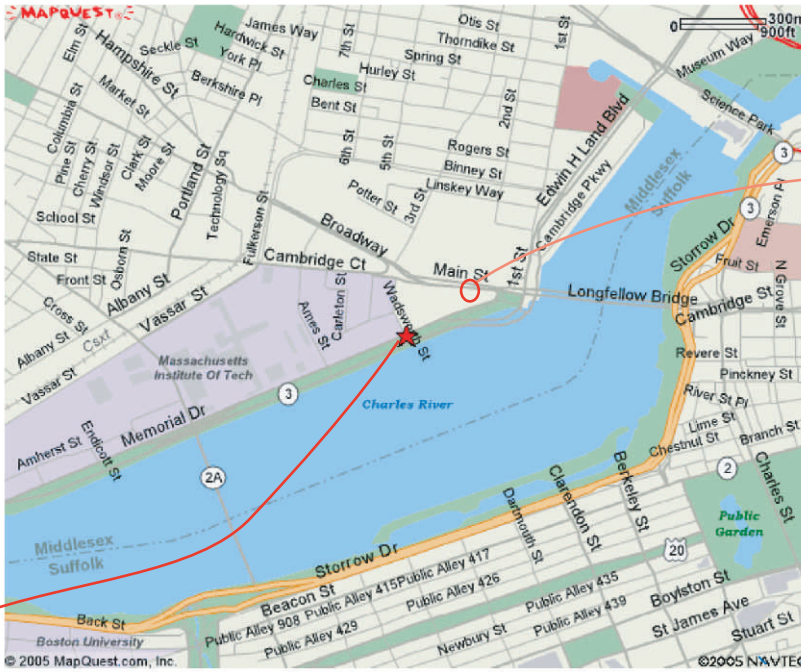 MAPQUEST
0 300m
900ft
Elm St
Hampshire St
Seckle St
James Way
Hardwick St
York Pl
Berkshire Pl
Market St
7th St
Otis St
Thorndike St
Spring St
Hurley St
Charles St
Bent St
1st St
2nd St
Museum Way
Science Park
3
Columbia St
Pine St
Cherry St
Windsor St
Clark St
Moore St
Portland St
Technology Sq
Fulkerson St
6th St
5th St
Rogers St
Binney St
Linskey Way
Potter St
3rd St
Edwin H Land Blvd
Cambridge Pkwy
Middlesex
Suffolk
3
Storrow Dr
Emerson Pl
Fruit St
N Grove St
School St
State St
Front St
Osborn St
Albany St
Vassar St
Broadway
Cambridge Ct
Main St
1st St
Longfellow Bridge
Cambridge St
Cross St
Albany St
Csxt
Vassar St
Ames St
Carleton St
Wadsworth St
Massachusetts
Institute Of Tech
Revere St
Pinckney St
River St Pl
Lime St
Chestnut St
Branch St
Charles St
3
Charles River
Memorial Dr
Amherst St
Endicott St
2A
2
Public
Garden
Middlesex
Suffolk
Storrow Dr
Dartmouth St
Clarendon St
Berkeley St
20
Beacon St
Back St
Boston University
Public Alley 908
Public Alley 415
Public Alley 417
Public Alley 426
Public Alley 429
Public Alley 435
Public Alley 439
Newbury St
Boylston St
St James Ave
Stuart St
© 2005 MapQuest.com, Inc.
©2005 NAVTEQ